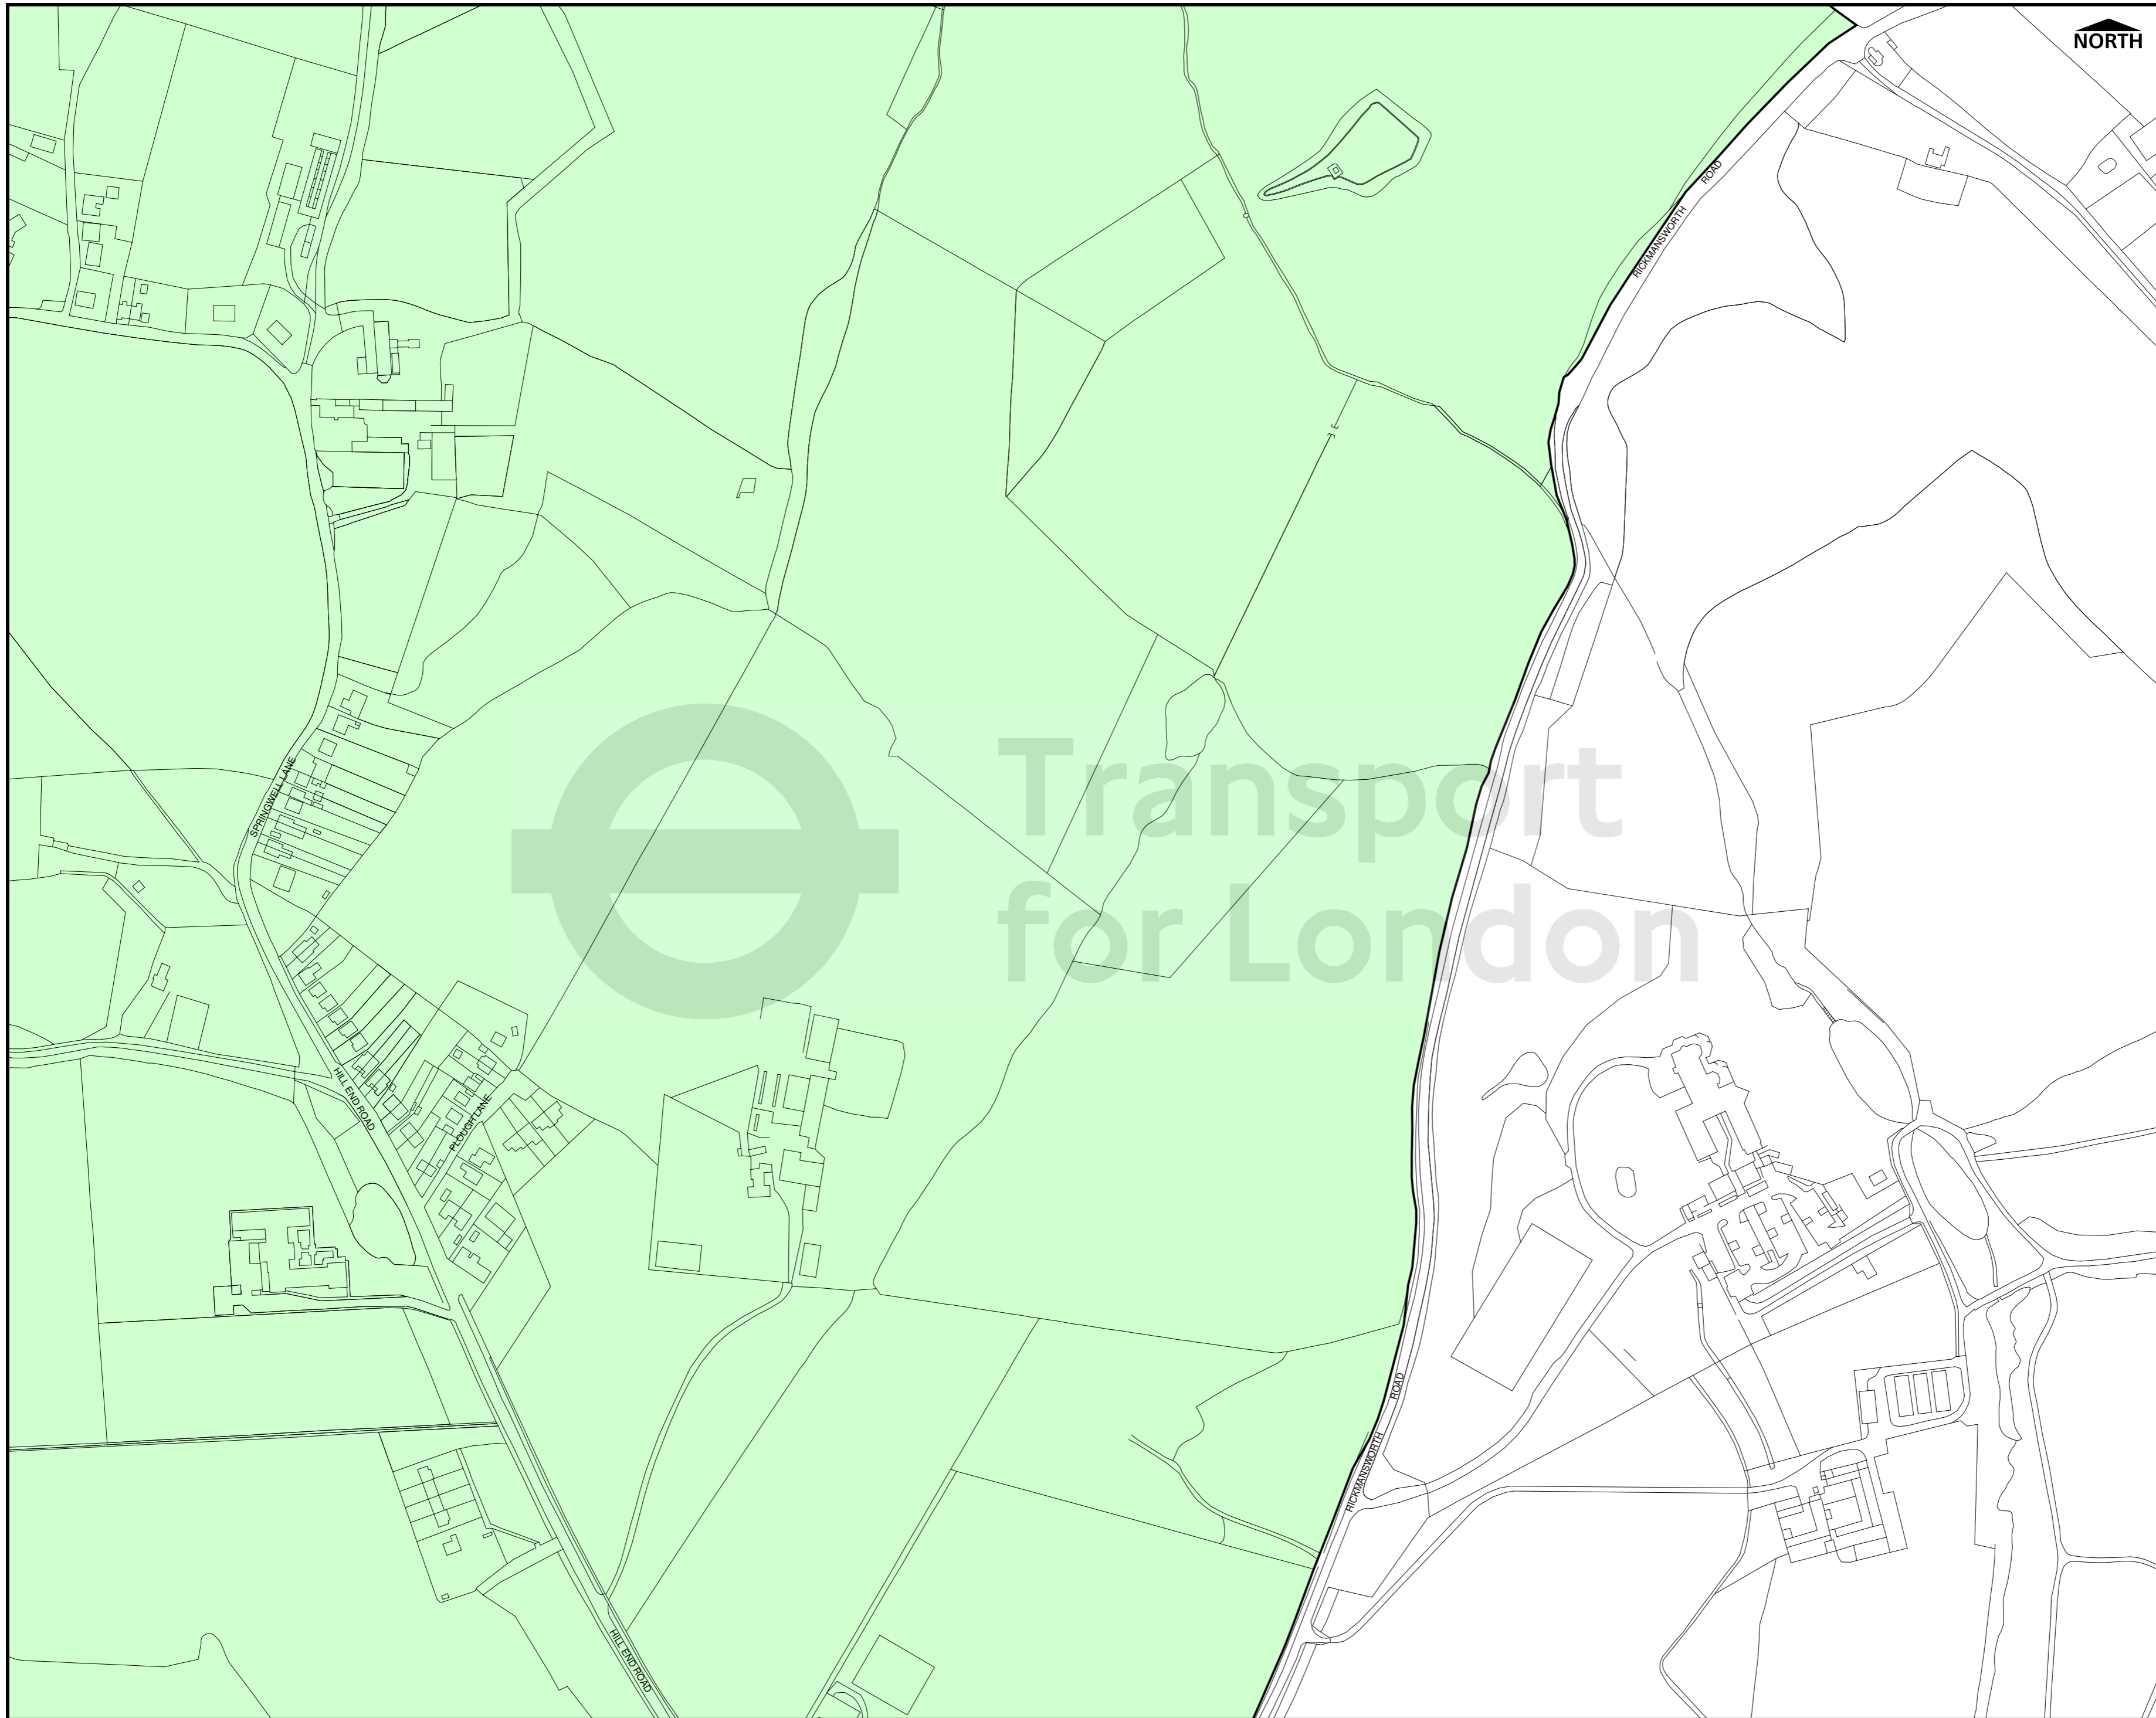 NORTH
RICKMANSWORTH ROAD
SPRINGWELL LANE
Transport
for London
HILL END ROAD
PLOUGH LANE
RICKMANSWORTH ROAD
HILL END ROAD